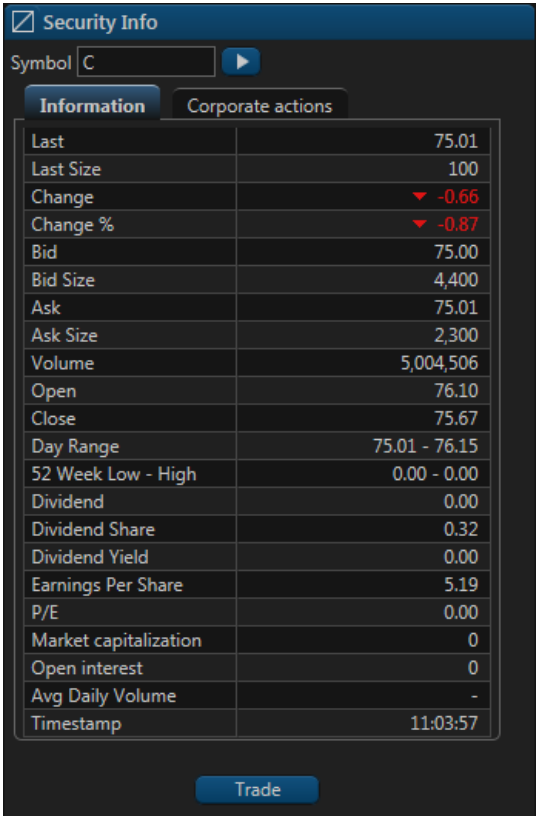 Security Info
Symbol C
Information Corporate actions
Last 75.01
Last Size 100
Change -0.66
Change % -0.87
Bid 75.00
Bid Size 4,400
Ask 75.01
Ask Size 2,300
Volume 5,004,506
Open 76.10
Close 75.67
Day Range 75.01 - 76.15
52 Week Low - High 0.00 - 0.00
Dividend 0.00
Dividend Share 0.32
Dividend Yield 0.00
Earnings Per Share 5.19
P/E 0.00
Market capitalization 0
Open interest 0
Avg Daily Volume -
Timestamp 11:03:57
Trade